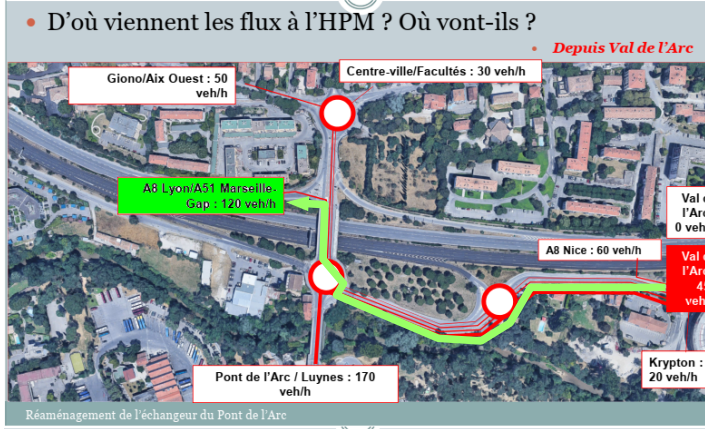 D’où viennent les flux à l’HPM ? Où vont-ils ?
Depuis Val de l’Arc
Giono/Aix Ouest : 50
veh/h
Centre-ville/Facultés : 30 veh/h
A8 Lyon/A51 Marseille-
Gap : 120 veh/h
Val
l’Arc
0 veh
A8 Nice : 60 veh/h
Val
l’Arc
veh
Pont de l’Arc / Luynes : 170
veh/h
Krypton :
20 veh/h
Réaménagement de l’échangeur du Pont de l’Arc